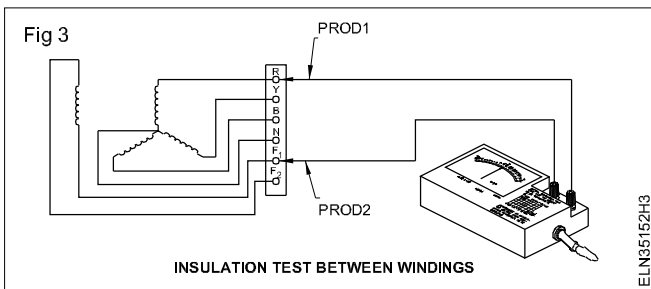 Fig 3
PROD1
R
Y
B
N
F1
F2
PROD2
INSULATION TEST BETWEEN WINDINGS
ELN35152H3